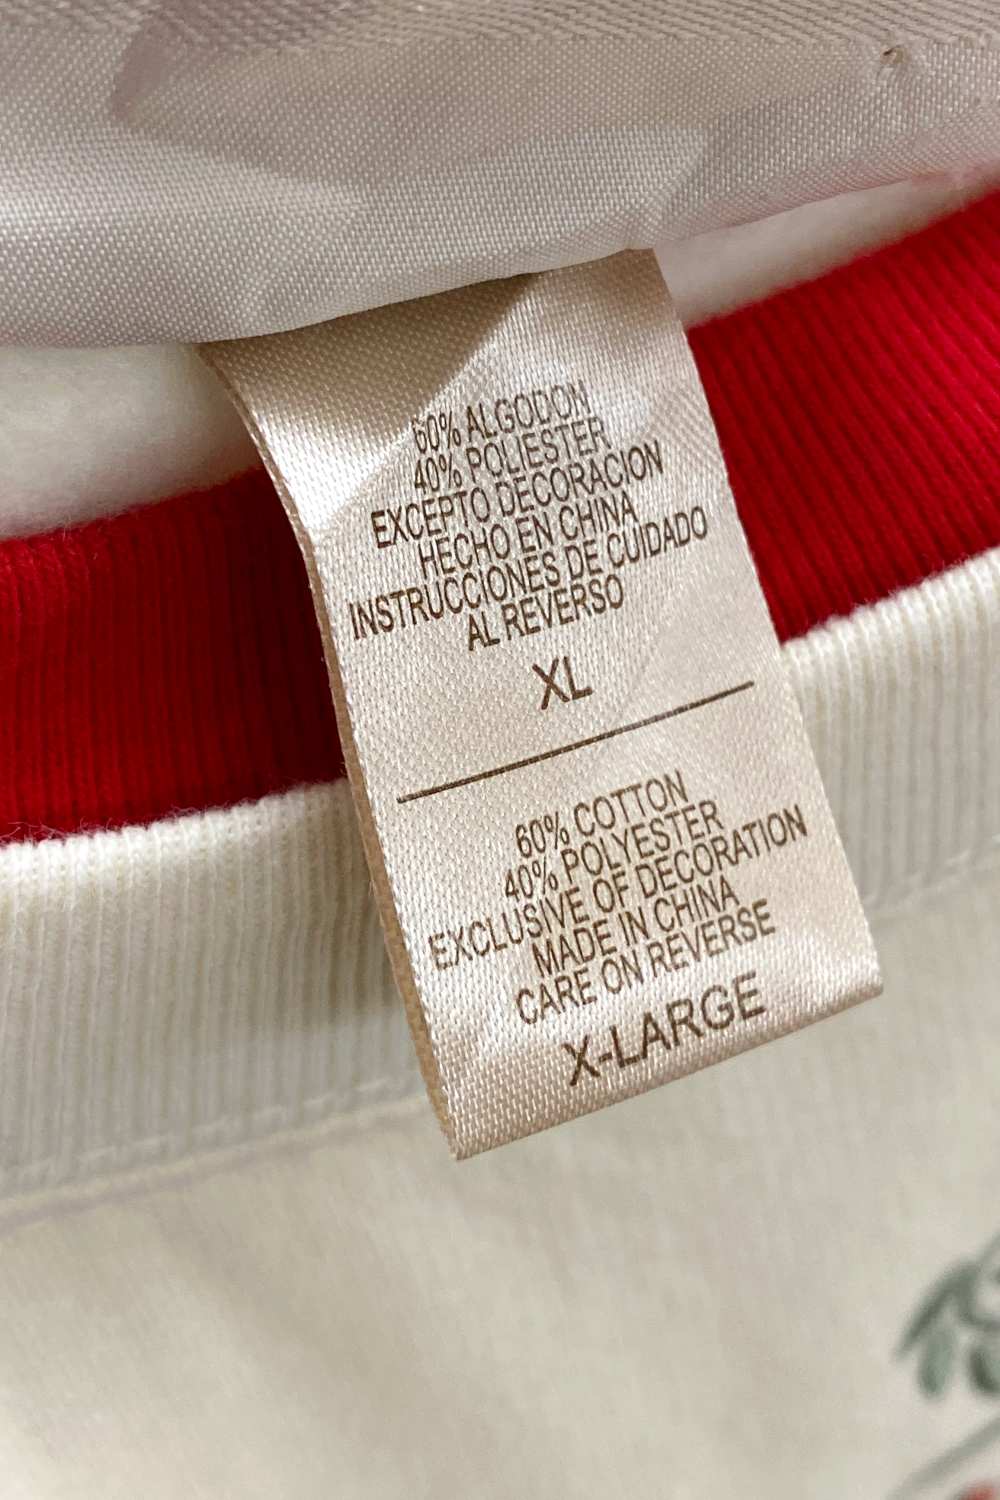 60% ALGODON
40% POLIESTER
EXCEPTO DECORACION
HECHO EN CHINA
INSTRUCCIONES DE CUIDADO
AL REVERSO
XL
60% COTTON
40% POLYESTER
EXCLUSIVE OF DECORATION
MADE IN CHINA
CARE ON REVERSE
X-LARGE